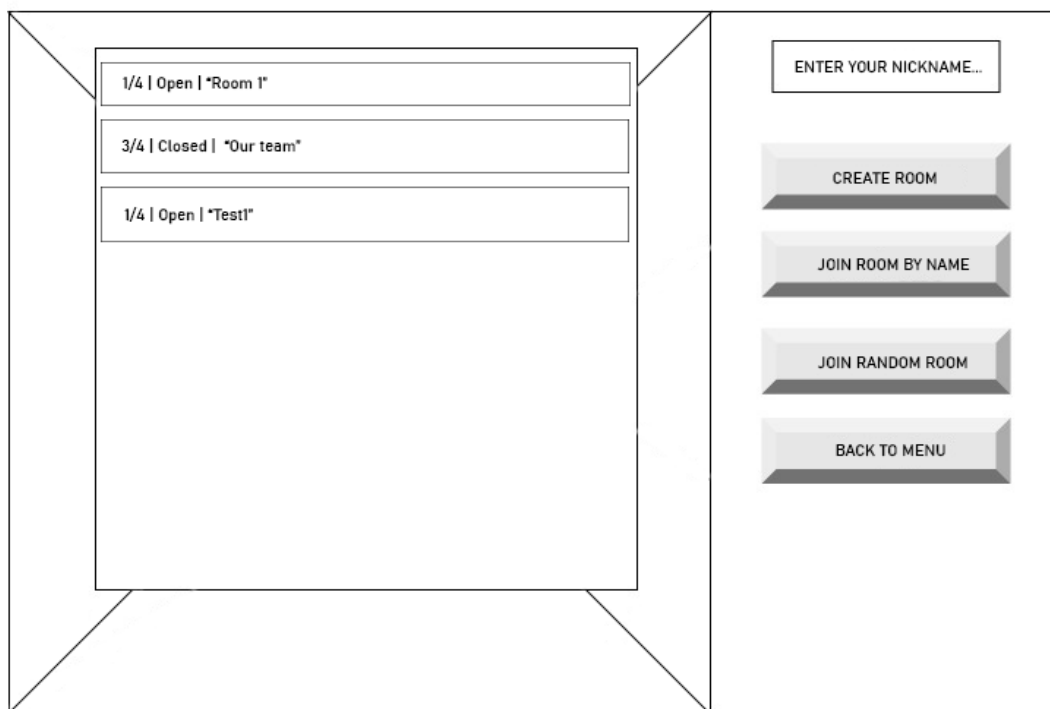 1/4 | Open | “Room 1”
3/4 | Closed | “Our team”
1/4 | Open | “Test1”
ENTER YOUR NICKNAME...
CREATE ROOM
JOIN ROOM BY NAME
JOIN RANDOM ROOM
BACK TO MENU